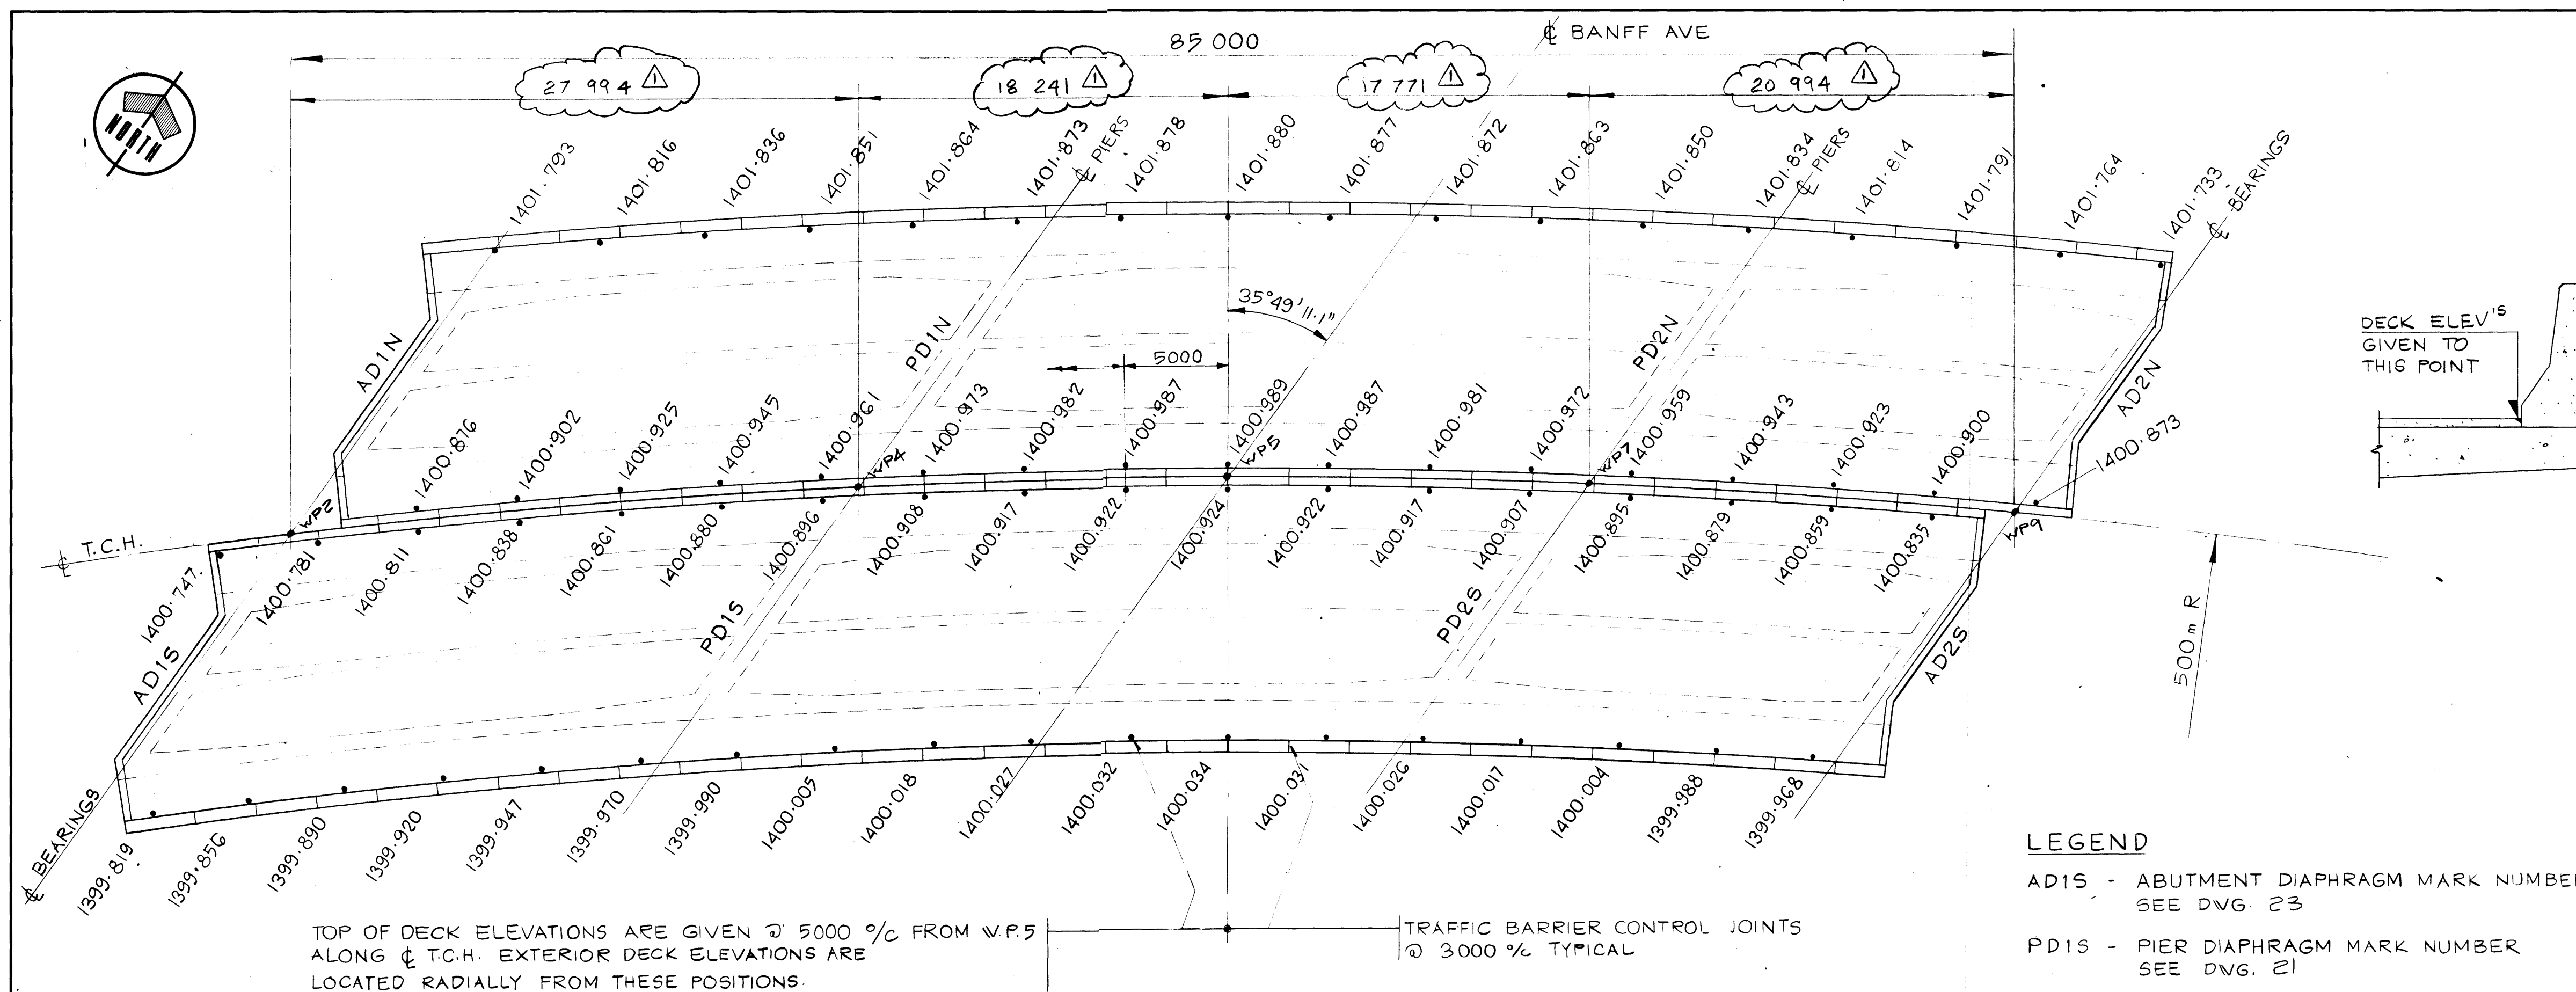 85 000
℄ BANFF AVE
27 994 1
18 241 1
17 771 1
20 994 1
NORTH
1401.793
1401.816
1401.836
1401.851
1401.864
1401.873
℄ PIERS
1401.878
1401.880
1401.877
1401.872
1401.863
1401.850
1401.834
℄ PIERS
1401.814
1401.791
1401.764
1401.733
℄ BEARINGS
35°49'11.1"
AD1N
PD1N
PD2N
AD2N
5000
DECK ELEV'S
GIVEN TO
THIS POINT
1400.876
1400.902
1400.925
1400.945
1400.961
1400.973
1400.982
1400.987
1400.989
1400.987
1400.981
1400.972
1400.959
1400.943
1400.923
1400.900
1400.873
WP2
WP4
WP5
WP7
WP9
℄ T.C.H.
1400.747
1400.781
1400.811
1400.838
1400.861
1400.880
1400.896
1400.908
1400.917
1400.922
1400.924
1400.922
1400.917
1400.907
1400.895
1400.879
1400.859
1400.835
AD1S
PD1S
PD2S
AD2S
500m R
℄ BEARINGS
1399.819
1399.856
1399.890
1399.920
1399.947
1399.970
1399.990
1400.005
1400.018
1400.027
1400.032
1400.034
1400.031
1400.026
1400.017
1400.004
1399.988
1399.968
TOP OF DECK ELEVATIONS ARE GIVEN @ 5000 o/c FROM W.P.5
ALONG ℄ T.C.H. EXTERIOR DECK ELEVATIONS ARE
LOCATED RADIALLY FROM THESE POSITIONS.
TRAFFIC BARRIER CONTROL JOINTS
@ 3000 o/c TYPICAL
LEGEND
AD1S - ABUTMENT DIAPHRAGM MARK NUMBE
SEE DWG. 23
PD1S - PIER DIAPHRAGM MARK NUMBER
SEE DWG. 21